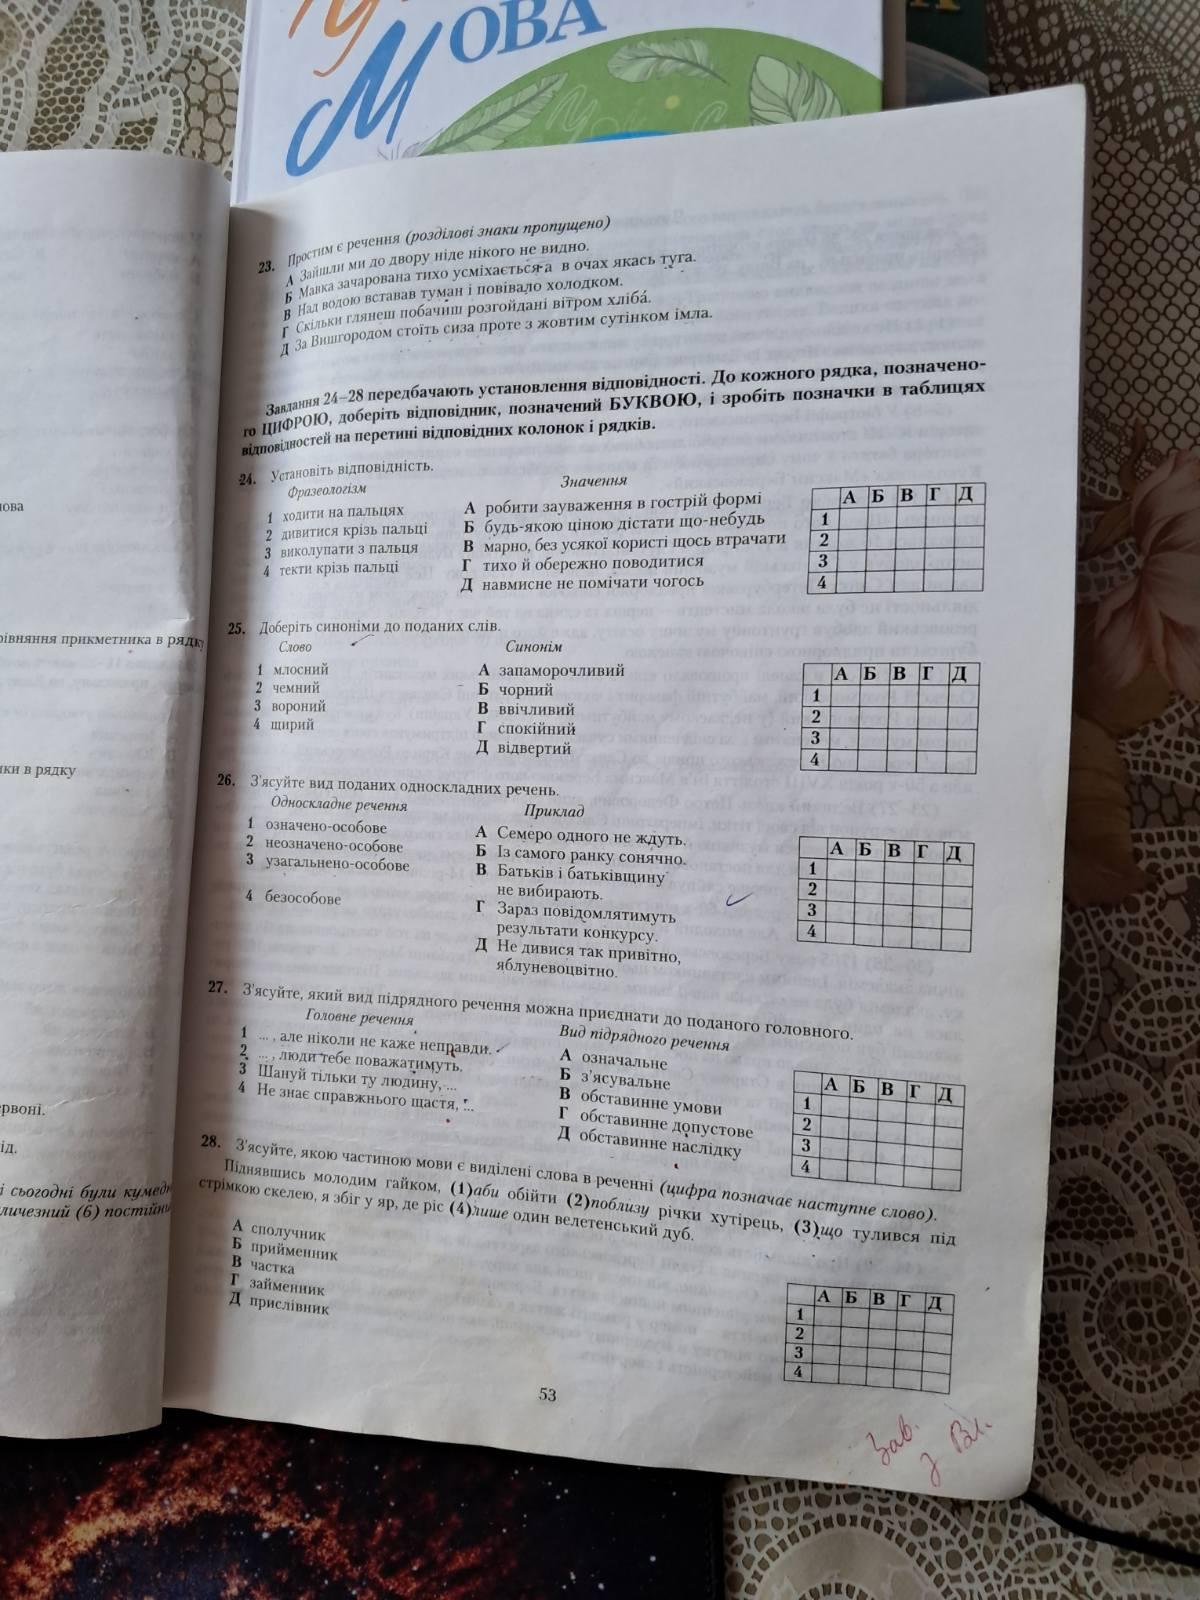 МОВА
23. Простим є речення (розділові знаки пропущено)
А Зайшли ми до двору ніде нікого не видно.
Б Мавка зачарована тихо усміхається а в очах якась туга.
В Над водою вставав туман і повівало холодком.
Г Скільки глянеш побачиш розгойдані вітром хліба́.
Д За Вишгородом стоїть сиза проте з жовтим сутінком імла.
Завдання 24–28 передбачають установлення відповідності. До кожного рядка, позначено-
го ЦИФРОЮ, доберіть відповідник, позначений БУКВОЮ, і зробіть позначки в таблицях
відповідностей на перетині відповідних колонок і рядків.
24. Установіть відповідність.
Фразеологізм
1 ходити на пальцях
2 дивитися крізь пальці
3 виколупати з пальця
4 текти крізь пальці
Значення
А робити зауваження в гострій формі
Б будь-якою ціною дістати що-небудь
В марно, без усякої користі щось втрачати
Г тихо й обережно поводитися
Д навмисне не помічати чогось
А Б В Г Д
1
2
3
4
25. Доберіть синоніми до поданих слів.
Слово
1 млосний
2 чемний
3 вороний
4 щирий
Синонім
А запаморочливий
Б чорний
В ввічливий
Г спокійний
Д відвертий
А Б В Г Д
1
2
3
4
26. З'ясуйте вид поданих односкладних речень.
Односкладне речення
1 означено-особове
2 неозначено-особове
3 узагальнено-особове
4 безособове
Приклад
А Семеро одного не ждуть.
Б Із самого ранку сонячно.
В Батьків і батьківщину
не вибирають.
Г Зараз повідомлятимуть
результати конкурсу.
Д Не дивися так привітно,
яблуневоцвітно.
А Б В Г Д
1
2
3
4
27. З'ясуйте, який вид підрядного речення можна приєднати до поданого головного.
Головне речення
1 ... , але ніколи не каже неправди.
2 ... , люди тебе поважатимуть.
3 Шануй тільки ту людину, ...
4 Не знає справжнього щастя, ...
Вид підрядного речення
А означальне
Б з'ясувальне
В обставинне умови
Г обставинне допустове
Д обставинне наслідку
А Б В Г Д
1
2
3
4
28. З'ясуйте, якою частиною мови є виділені слова в реченні (цифра позначає наступне слово).
Піднявшись молодим гайком, (1)аби обійти (2)поблизу річки хутірець, (3)що тулився під
стрімкою скелею, я збіг у яр, де ріс (4)лише один велетенський дуб.
А сполучник
Б прийменник
В частка
Г займенник
Д прислівник
А Б В Г Д
1
2
3
4
53
рівняння прикметника в рядку
ки в рядку
рвоні.
ід.
і сьогодні були
личезний (6) постійни
Зав.